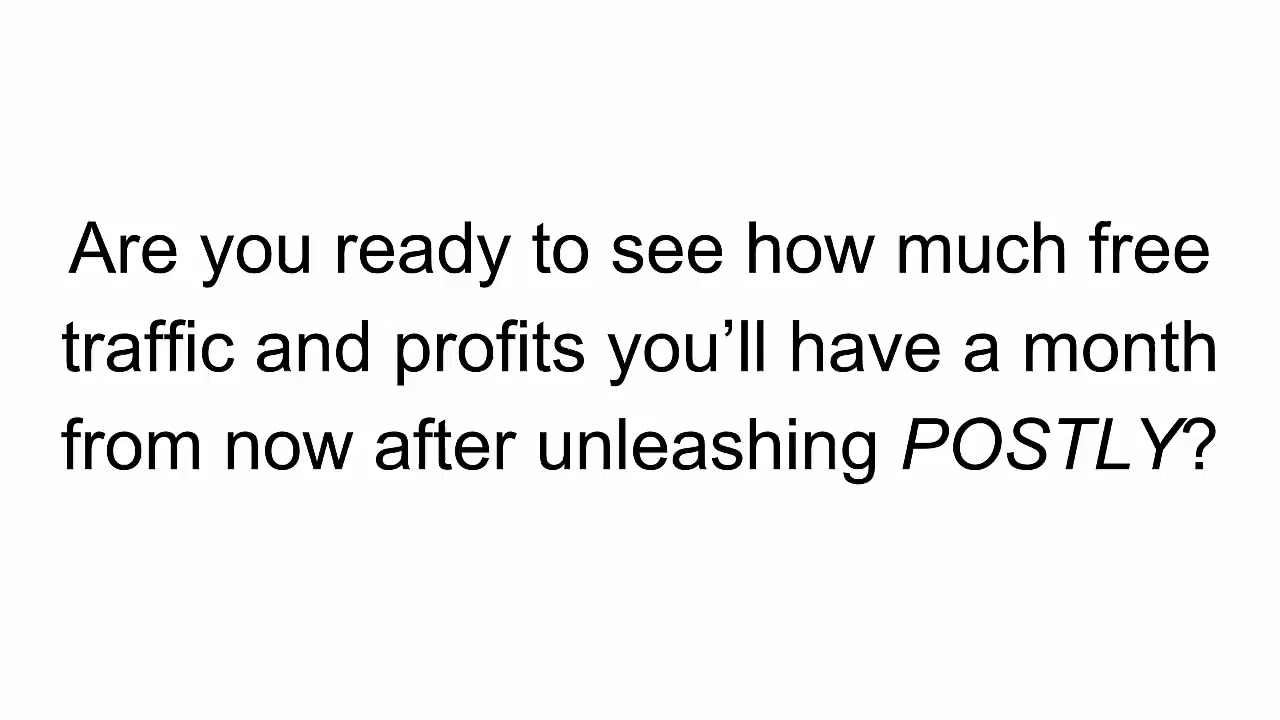 Are you ready to see how much free
traffic and profits you’ll have a month
from now after unleashing POSTLY?